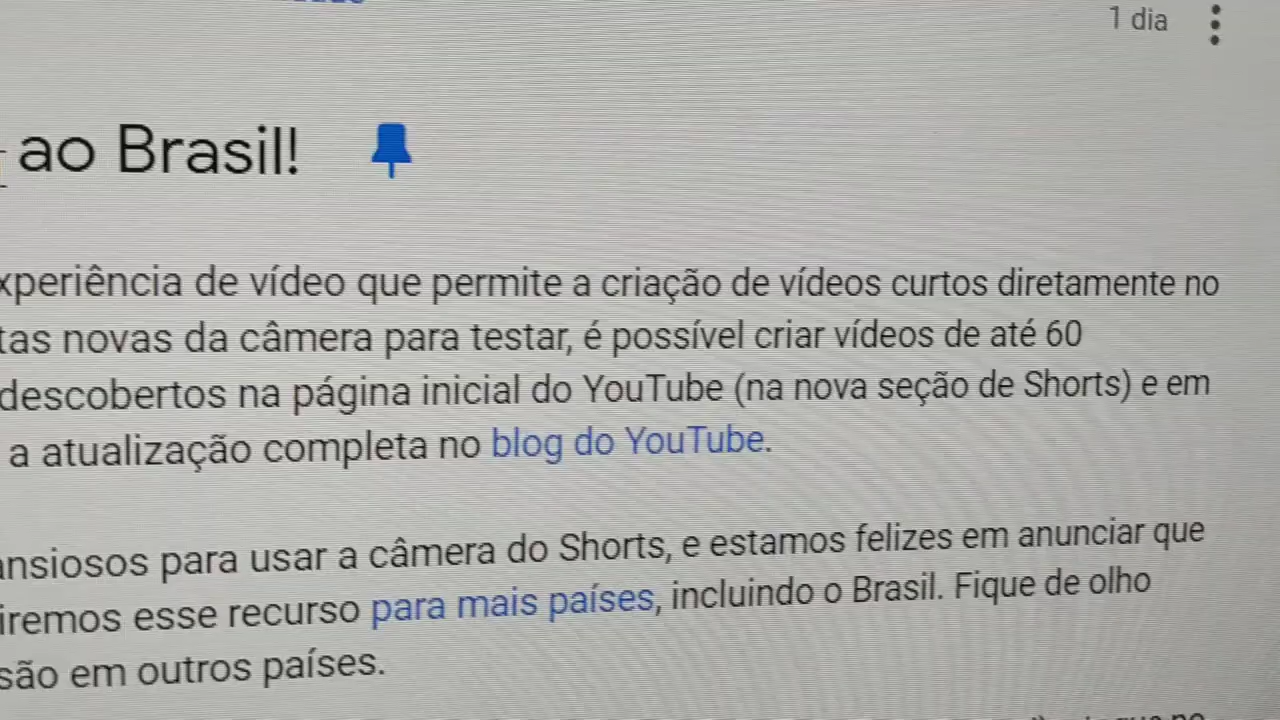 1 dia
ao Brasil!
xperiência de vídeo que permite a criação de vídeos curtos diretamente no
tas novas da câmera para testar, é possível criar vídeos de até 60
descobertos na página inicial do YouTube (na nova seção de Shorts) e em
a atualização completa no blog do YouTube.
ansiosos para usar a câmera do Shorts, e estamos felizes em anunciar que
iremos esse recurso para mais países, incluindo o Brasil. Fique de olho
são em outros países.